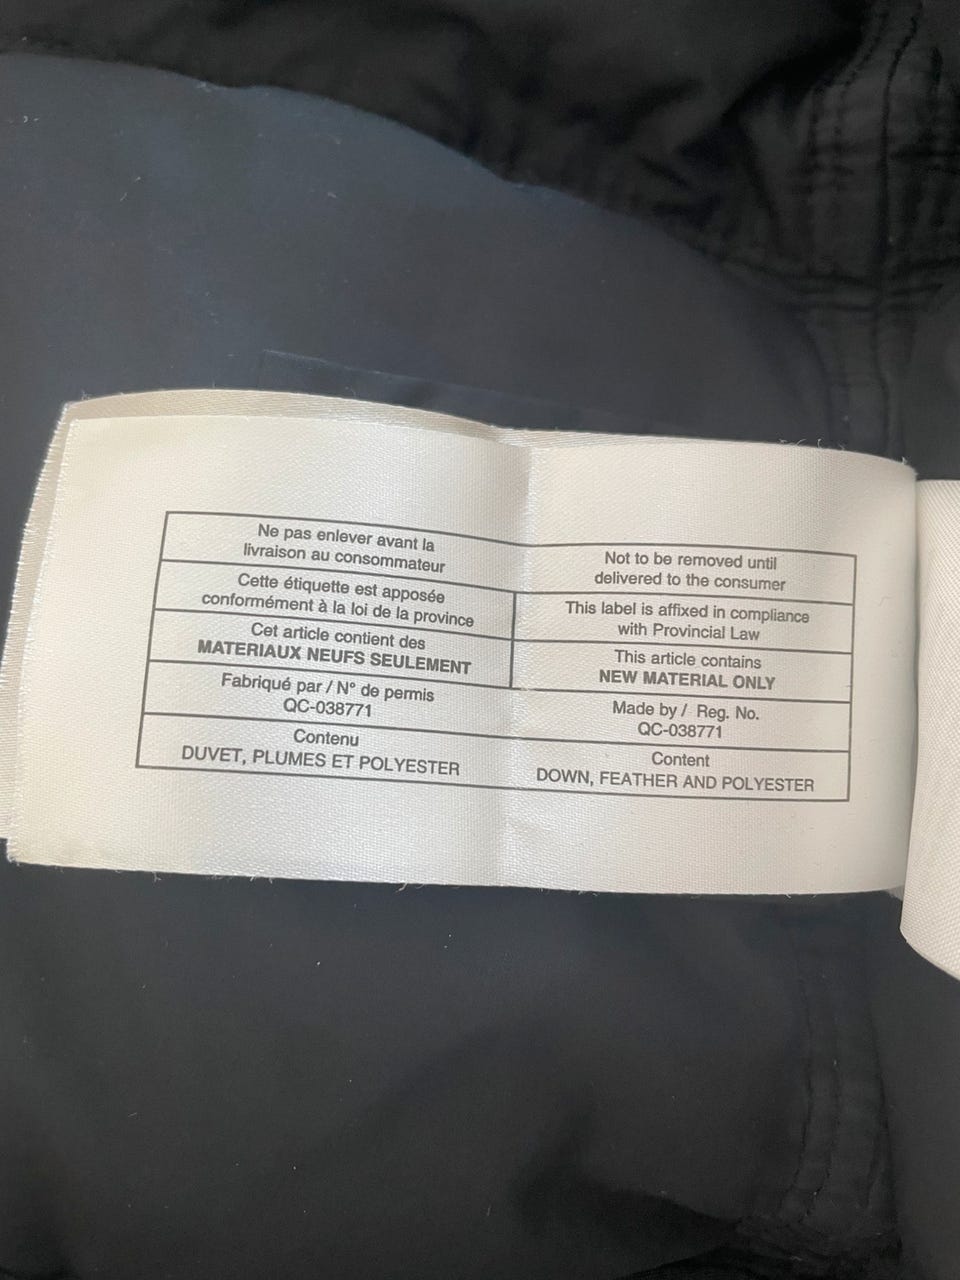 Ne pas enlever avant la
livraison au consommateur
Cette étiquette est apposée
conformément à la loi de la province
Cet article contient des
MATERIAUX NEUFS SEULEMENT
Fabriqué par / N° de permis
QC-038771
Contenu
DUVET, PLUMES ET POLYESTER
Not to be removed until
delivered to the consumer
This label is affixed in compliance
with Provincial Law
This article contains
NEW MATERIAL ONLY
Made by / Reg. No.
QC-038771
Content
DOWN, FEATHER AND POLYESTER